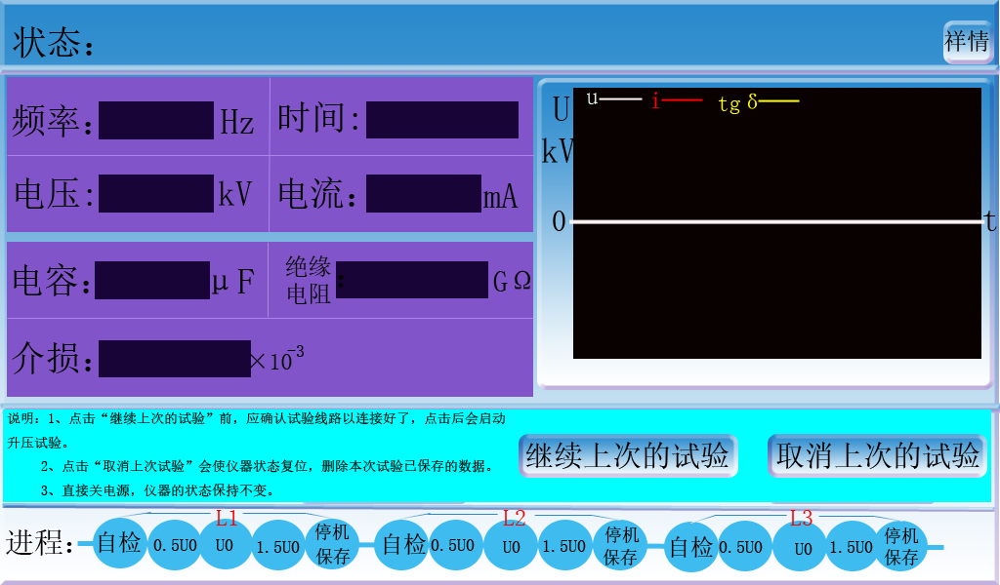 状态：
祥情
频率： Hz 时间：
电压： kV 电流： mA
电容： μF 绝缘电阻： GΩ
介损： ×10⁻³
u i tgδ
U
kV
0
t
说明：1、点击“继续上次的试验”前，应确认试验线路以连接好了，点击后会启动
升压试验。
2、点击“取消上次试验”会使仪器状态复位，删除本次试验已保存的数据。
3、直接关电源，仪器的状态保持不变。
继续上次的试验 取消上次的试验
L1 L2 L3
进程： 自检 0.5U0 U0 1.5U0 停机保存 自检 0.5U0 U0 1.5U0 停机保存 自检 0.5U0 U0 1.5U0 停机保存